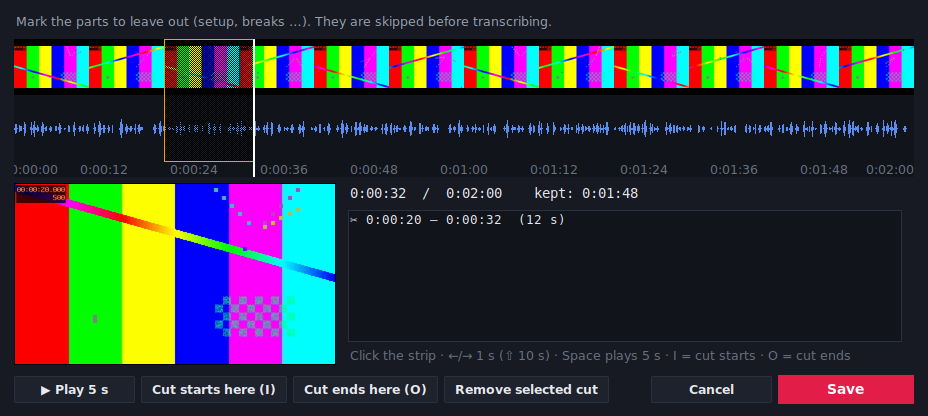 Mark the parts to leave out (setup, breaks ...). They are skipped before transcribing.
0:00:00 0:00:12 0:00:24 0:00:36 0:00:48 0:01:00 0:01:12 0:01:24 0:01:36 0:01:48 0:02:00
00:00:20.000
500
0:00:32 / 0:02:00 kept: 0:01:48
✂ 0:00:20 – 0:00:32 (12 s)
Click the strip · ←/→ 1 s (⇧ 10 s) · Space plays 5 s · I = cut starts · O = cut ends
▶ Play 5 s
Cut starts here (I)
Cut ends here (O)
Remove selected cut
Cancel
Save